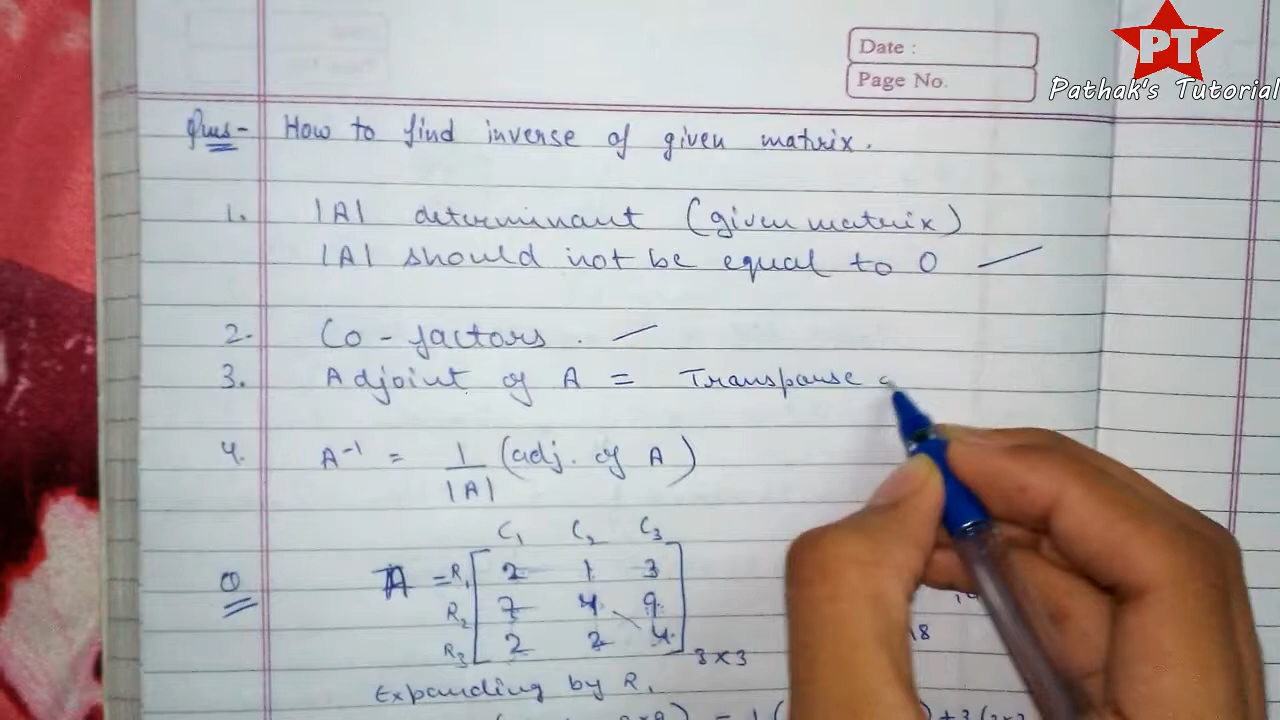 Date :
Page No.
PT
Pathak's Tutorial
Ques- How to find inverse of given matrix.
1. |A| determinant (given matrix)
|A| should not be equal to 0
2. Co-factors.
3. Adjoint of A = Transpause
4. A⁻¹ = 1/|A| (adj. of A)
C₁ C₂ C₃
Q A = R₁ 2 1 3
R₂ 7 4 9
R₃ 2 2 4 3×3
18
Expanding by R₁